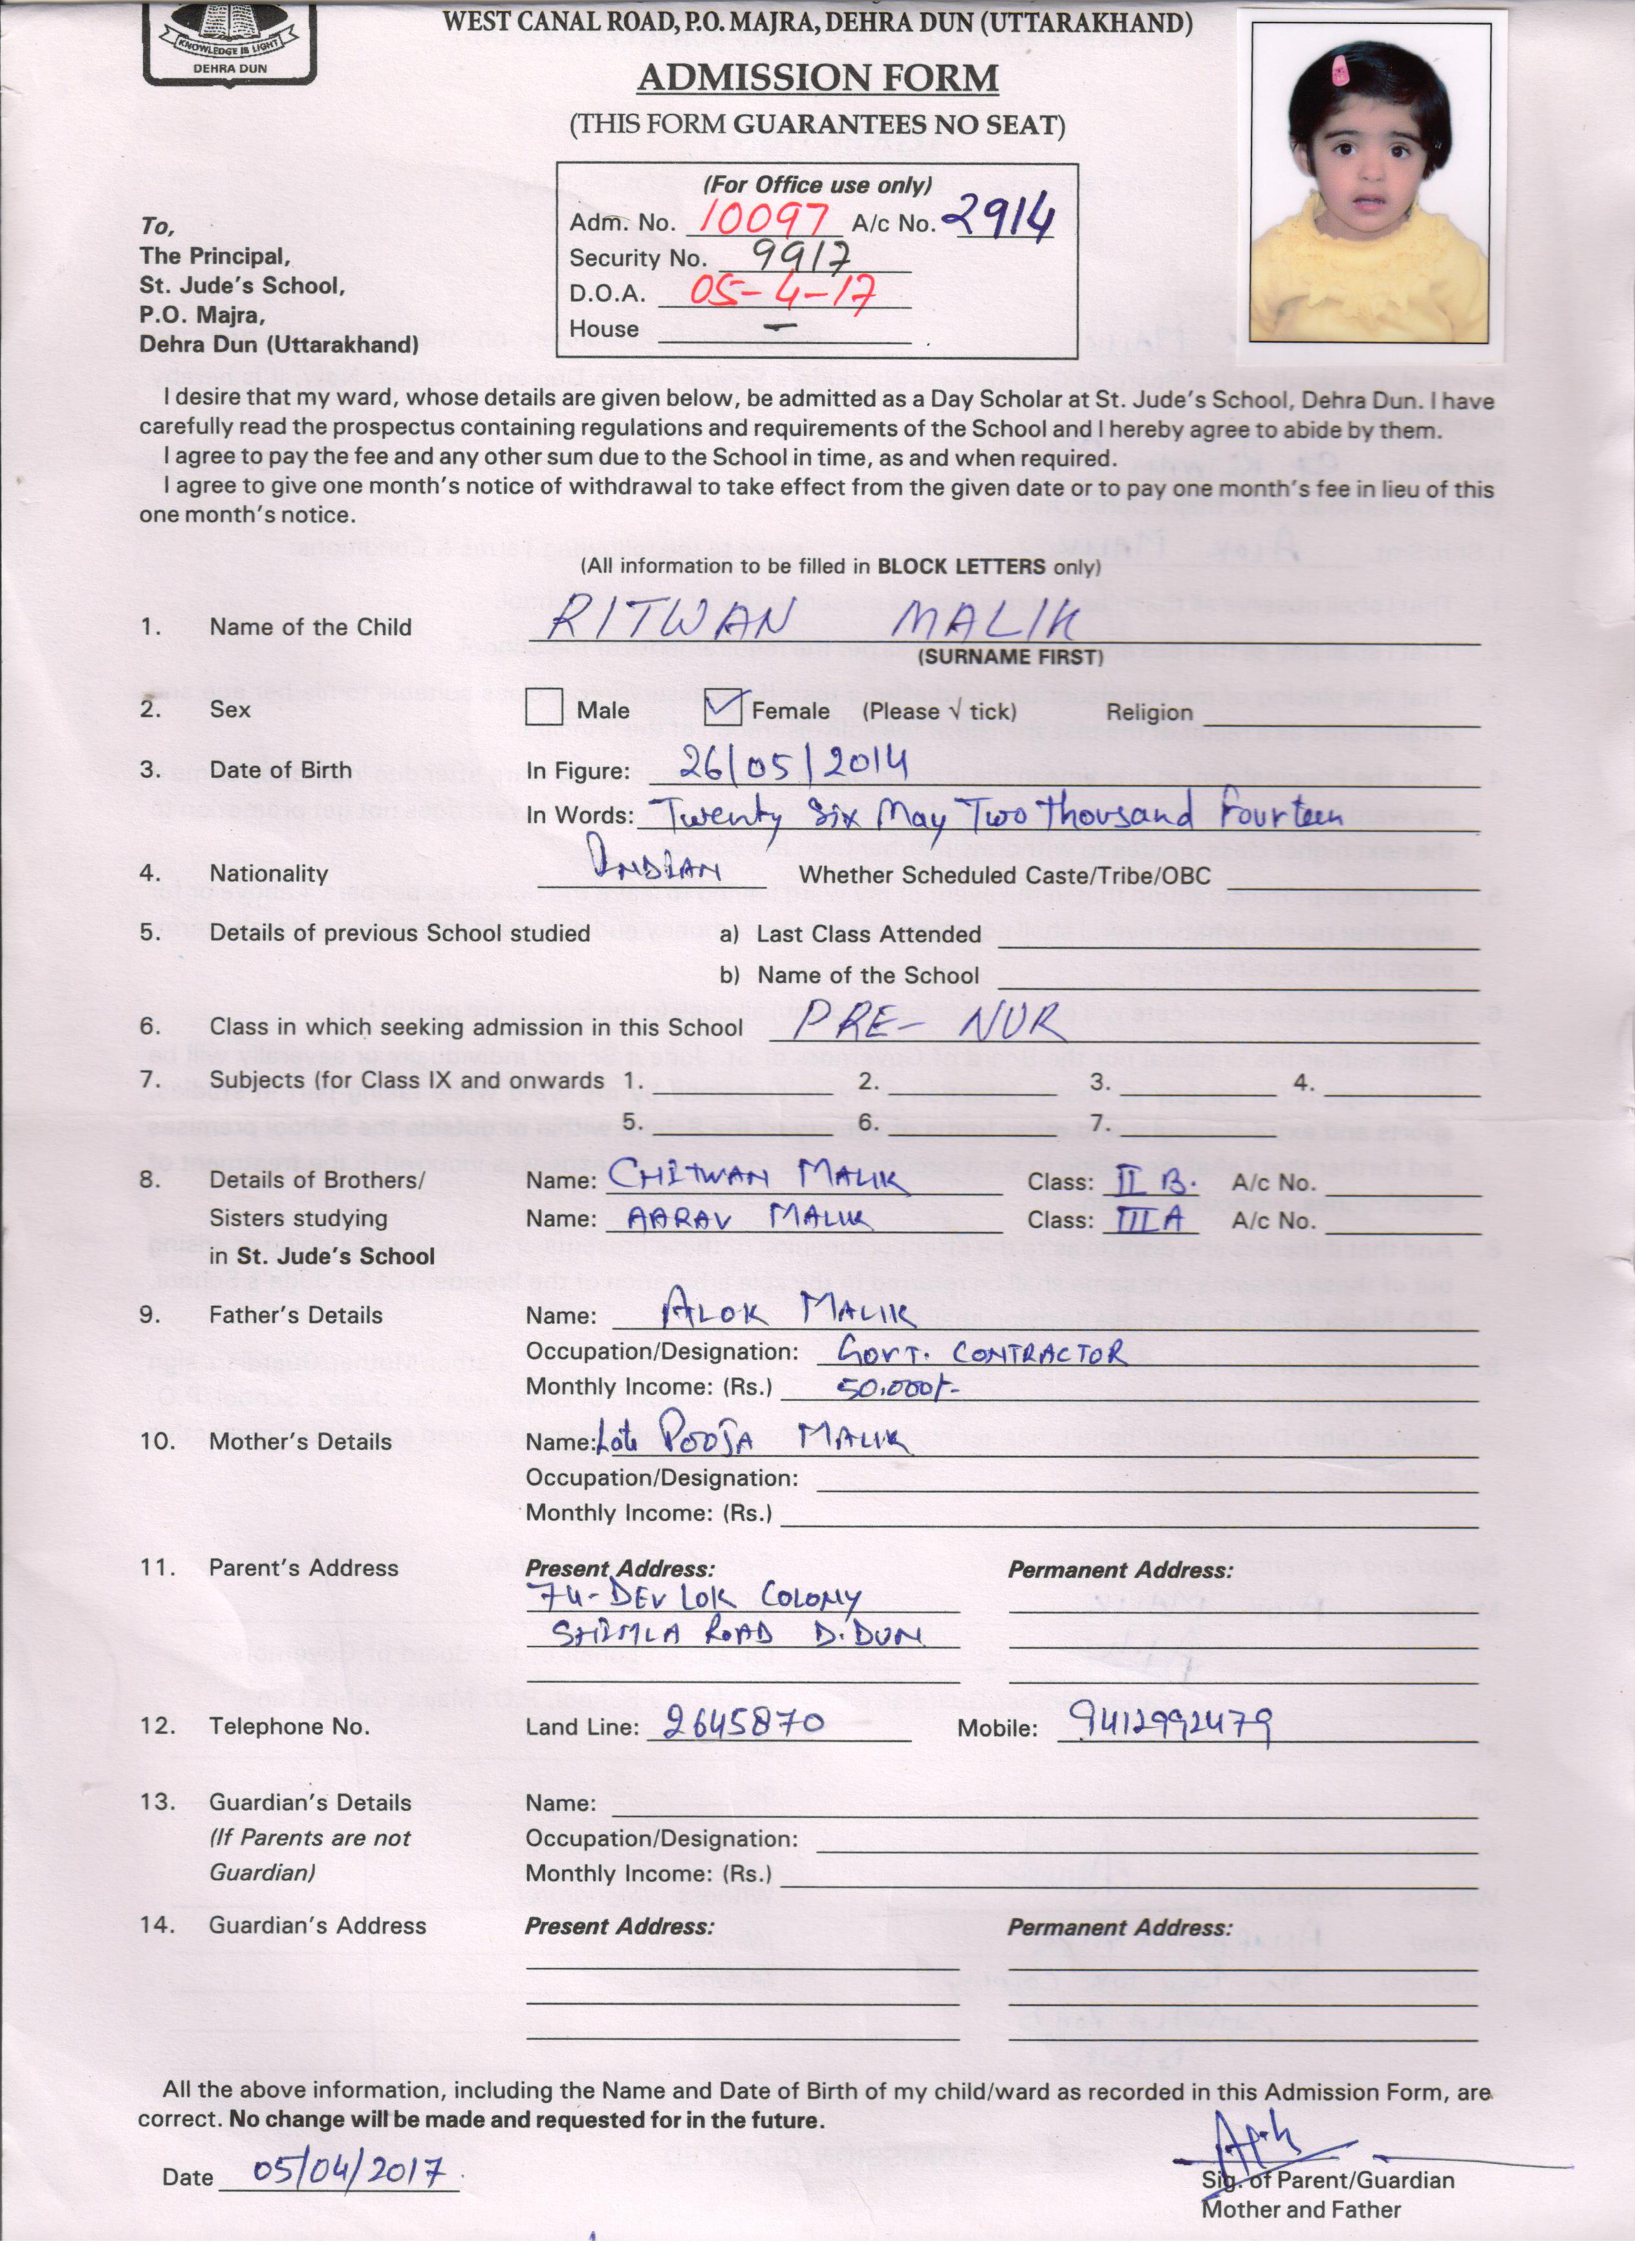 KNOWLEDGE IS LIGHT
DEHRA DUN
WEST CANAL ROAD, P.O. MAJRA, DEHRA DUN (UTTARAKHAND)
ADMISSION FORM
(THIS FORM GUARANTEES NO SEAT)
(For Office use only)
Adm. No. 10097 A/c No. 2914
Security No. 9917
D.O.A. 05-4-17
House -
To,
The Principal,
St. Jude's School,
P.O. Majra,
Dehra Dun (Uttarakhand)
I desire that my ward, whose details are given below, be admitted as a Day Scholar at St. Jude's School, Dehra Dun. I have
carefully read the prospectus containing regulations and requirements of the School and I hereby agree to abide by them.
I agree to pay the fee and any other sum due to the School in time, as and when required.
I agree to give one month's notice of withdrawal to take effect from the given date or to pay one month's fee in lieu of this
one month's notice.
(All information to be filled in BLOCK LETTERS only)
1. Name of the Child RITWAN MALIK
(SURNAME FIRST)
2. Sex Male Female (Please √ tick) Religion
3. Date of Birth In Figure: 26/05/2014
In Words: Twenty Six May Two Thousand Fourteen
4. Nationality INDIAN Whether Scheduled Caste/Tribe/OBC
5. Details of previous School studied a) Last Class Attended
b) Name of the School
6. Class in which seeking admission in this School PRE- NUR
7. Subjects (for Class IX and onwards 1. 2. 3. 4.
5. 6. 7.
8. Details of Brothers/ Name: CHITWAN MALIK Class: II B. A/c No.
Sisters studying Name: AARAV MALIK Class: III A A/c No.
in St. Jude's School
9. Father's Details Name: ALOK MALIK
Occupation/Designation: GOVT. CONTRACTOR
Monthly Income: (Rs.) 50,000/-
10. Mother's Details Name: Late POOJA MALIK
Occupation/Designation:
Monthly Income: (Rs.)
11. Parent's Address Present Address: Permanent Address:
74-DEV LOK COLONY
SHIMLA ROAD D.DUN
12. Telephone No. Land Line: 2645870 Mobile: 9412992479
13. Guardian's Details Name:
(If Parents are not Occupation/Designation:
Guardian) Monthly Income: (Rs.)
14. Guardian's Address Present Address: Permanent Address:
All the above information, including the Name and Date of Birth of my child/ward as recorded in this Admission Form, are
correct. No change will be made and requested for in the future.
Date 05/04/2017
Sig. of Parent/Guardian
Mother and Father